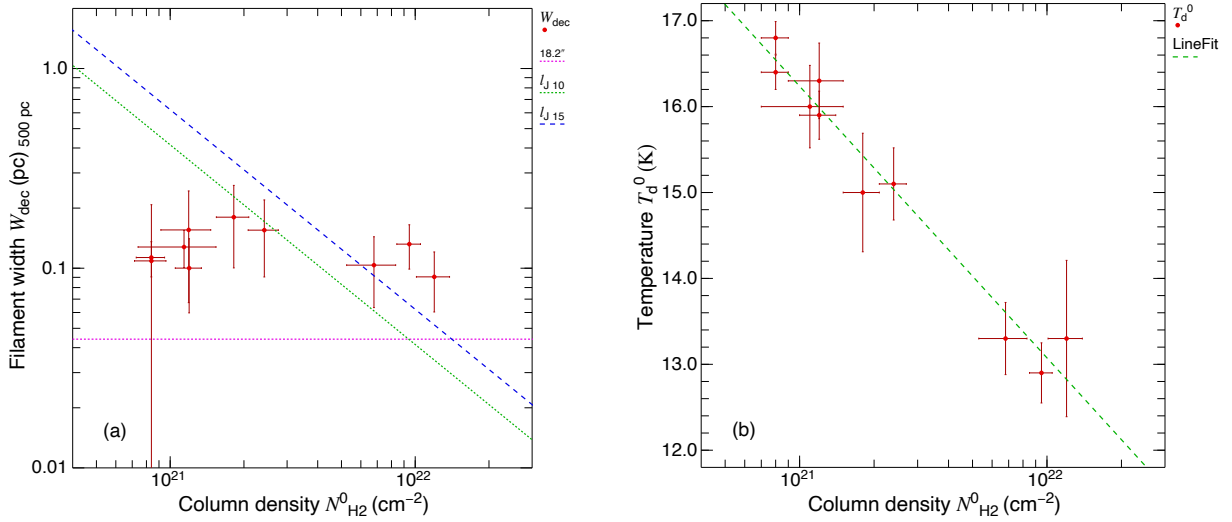 Filament width W_dec (pc) 500 pc
1.0
0.1
0.01
(a)
10^21
10^22
Column density N^0_H2 (cm^−2)
W_dec
18.2″
l_J 10
l_J 15
Temperature T_d^0 (K)
17.0
16.0
15.0
14.0
13.0
12.0
(b)
10^21
10^22
Column density N^0_H2 (cm^−2)
T_d^0
LineFit